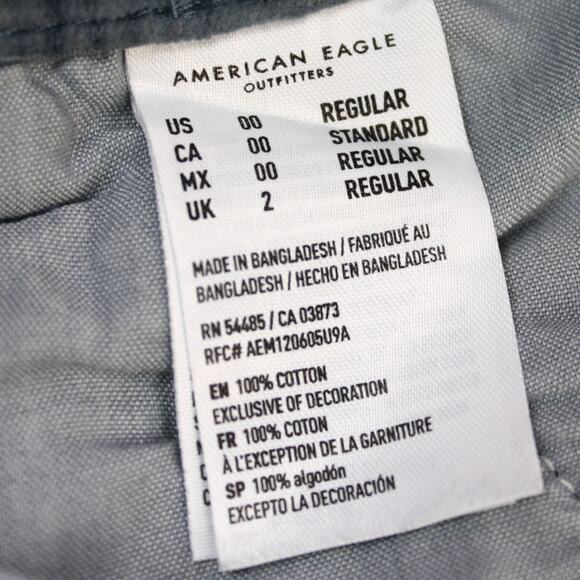 AMERICAN EAGLE
OUTFITTERS
US 00 REGULAR
CA 00 STANDARD
MX 00 REGULAR
UK 2 REGULAR
MADE IN BANGLADESH / FABRIQUÉ AU
BANGLADESH / HECHO EN BANGLADESH
RN 54485 / CA 03873
RFC# AEM120605U9A
EN 100% COTTON
EXCLUSIVE OF DECORATION
FR 100% COTON
À L'EXCEPTION DE LA GARNITURE
SP 100% algodón
EXCEPTO LA DECORACIÓN